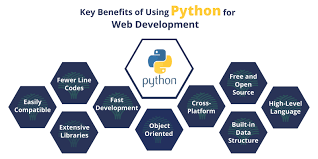 Key Benefits of Using Python for
Web Development
python
Easily
Compatible
Fewer Line
Codes
Extensive
Libraries
Fast
Development
Object
Oriented
Cross-
Platform
Free and
Open
Source
Built-in
Data
Structure
High-Level
Language